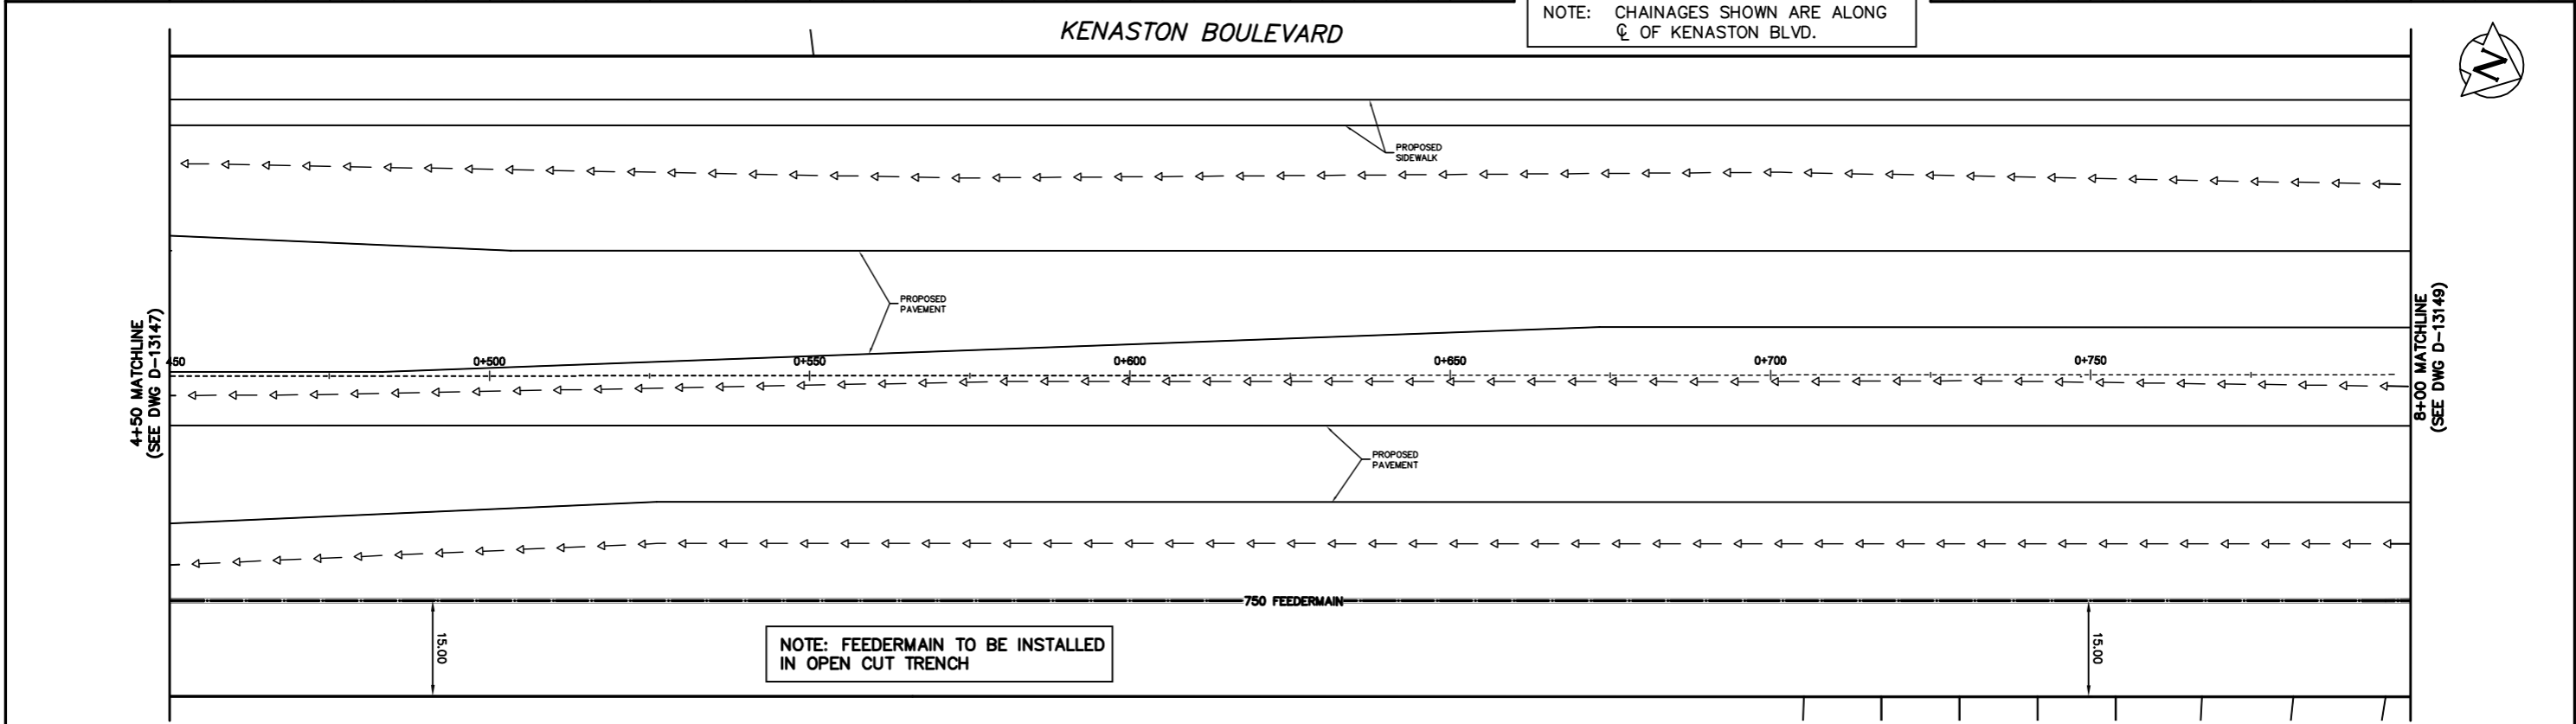 KENASTON BOULEVARD
NOTE: CHAINAGES SHOWN ARE ALONG
℄ OF KENASTON BLVD.
N
PROPOSED
SIDEWALK
PROPOSED
PAVEMENT
4+50 MATCHLINE
(SEE DWG D-13147)
450
0+500
0+550
0+600
0+650
0+700
0+750
8+00 MATCHLINE
(SEE DWG D-13149)
PROPOSED
PAVEMENT
750 FEEDERMAIN
15.00
NOTE: FEEDERMAIN TO BE INSTALLED
IN OPEN CUT TRENCH
15.00